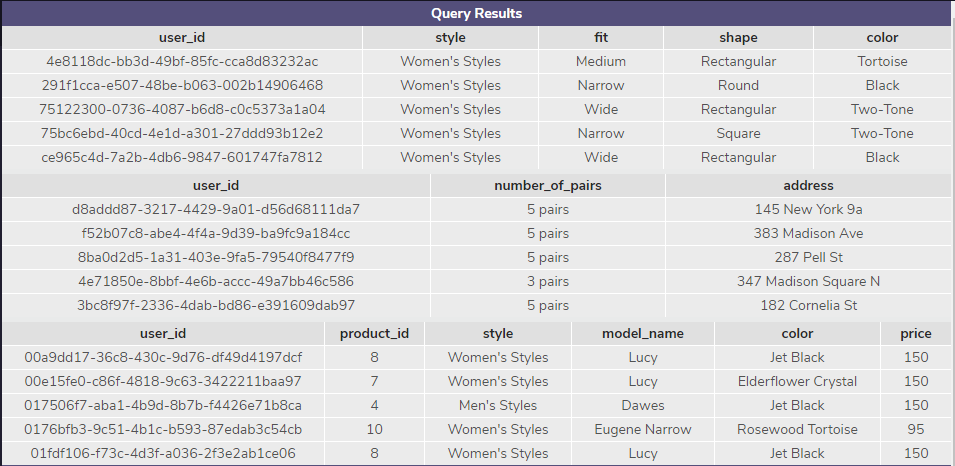 Query Results
user_id style fit shape color
4e8118dc-bb3d-49bf-85fc-cca8d83232ac Women's Styles Medium Rectangular Tortoise
291f1cca-e507-48be-b063-002b14906468 Women's Styles Narrow Round Black
75122300-0736-4087-b6d8-c0c5373a1a04 Women's Styles Wide Rectangular Two-Tone
75bc6ebd-40cd-4e1d-a301-27ddd93b12e2 Women's Styles Narrow Square Two-Tone
ce965c4d-7a2b-4db6-9847-601747fa7812 Women's Styles Wide Rectangular Black
user_id number_of_pairs address
d8addd87-3217-4429-9a01-d56d68111da7 5 pairs 145 New York 9a
f52b07c8-abe4-4f4a-9d39-ba9fc9a184cc 5 pairs 383 Madison Ave
8ba0d2d5-1a31-403e-9fa5-79540f8477f9 5 pairs 287 Pell St
4e71850e-8bbf-4e6b-accc-49a7bb46c586 3 pairs 347 Madison Square N
3bc8f97f-2336-4dab-bd86-e391609dab97 5 pairs 182 Cornelia St
user_id product_id style model_name color price
00a9dd17-36c8-430c-9d76-df49d4197dcf 8 Women's Styles Lucy Jet Black 150
00e15fe0-c86f-4818-9c63-3422211baa97 7 Women's Styles Lucy Elderflower Crystal 150
017506f7-aba1-4b9d-8b7b-f4426e71b8ca 4 Men's Styles Dawes Jet Black 150
0176bfb3-9c51-4b1c-b593-87edab3c54cb 10 Women's Styles Eugene Narrow Rosewood Tortoise 95
01fdf106-f73c-4d3f-a036-2f3e2ab1ce06 8 Women's Styles Lucy Jet Black 150